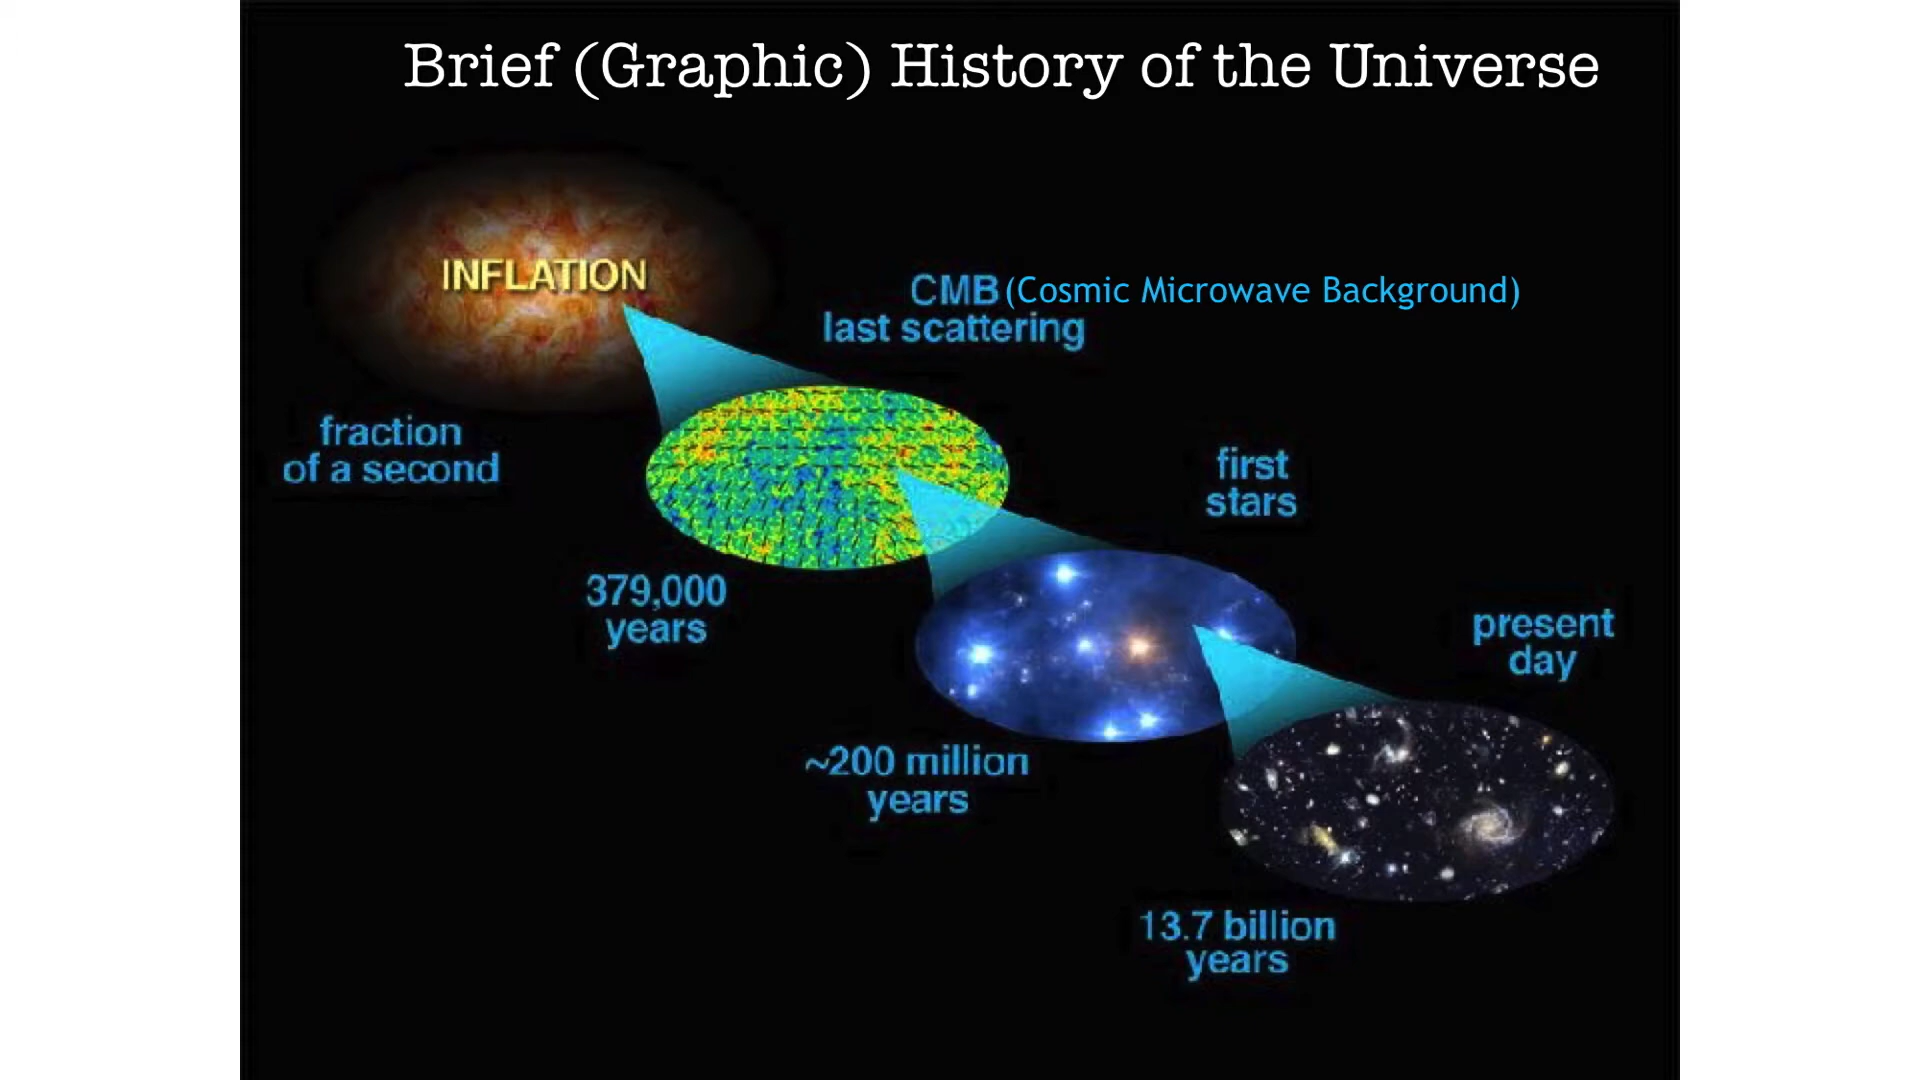 Brief (Graphic) History of the Universe
INFLATION
fraction
of a second
CMB (Cosmic Microwave Background)
last scattering
379,000
years
first
stars
~200 million
years
present
day
13.7 billion
years